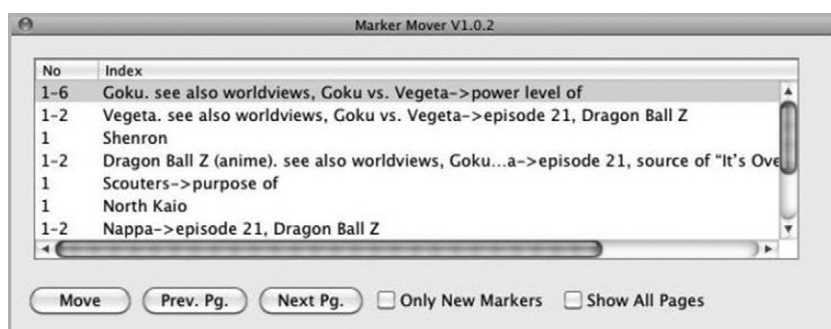 Marker Mover V1.0.2
No Index
1-6 Goku. see also worldviews, Goku vs. Vegeta->power level of
1-2 Vegeta. see also worldviews, Goku vs. Vegeta->episode 21, Dragon Ball Z
1 Shenron
1-2 Dragon Ball Z (anime). see also worldviews, Goku...a->episode 21, source of "It's Ove
1 Scouters->purpose of
1 North Kaio
1-2 Nappa->episode 21, Dragon Ball Z
Move Prev. Pg. Next Pg. Only New Markers Show All Pages